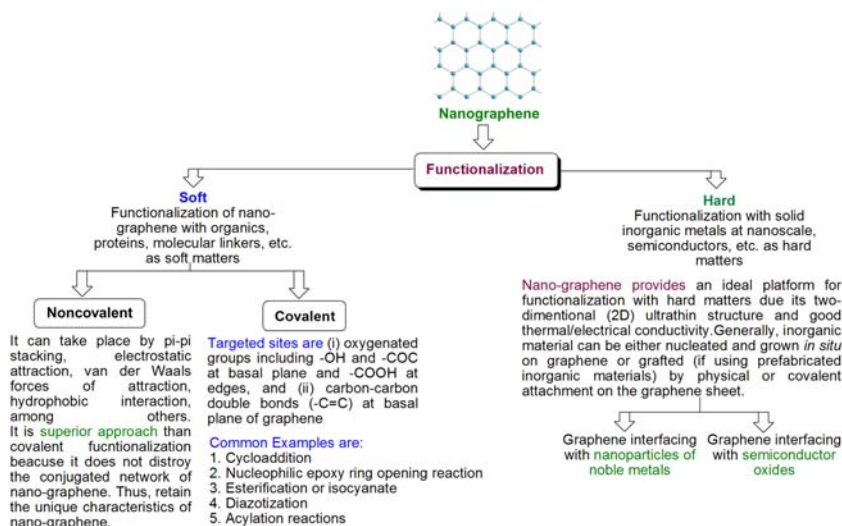 Nanographene
Functionalization
Soft
Functionalization of nano-
graphene with organics,
proteins, molecular linkers, etc.
as soft matters
Noncovalent
It can take place by pi-pi
stacking, electrostatic
attraction, van der Waals
forces of attraction,
hydrophobic interaction,
among others.
It is superior approach than
covalent fucntionalization
beacuse it does not distroy
the conjugated network of
nano-graphene. Thus, retain
the unique characteristics of
nano-graphene.
Covalent
Targeted sites are (i) oxygenated
groups including -OH and -COC
at basal plane and -COOH at
edges, and (ii) carbon-carbon
double bonds (-C=C) at basal
plane of graphene
Common Examples are:
1. Cycloaddition
2. Nucleophilic epoxy ring opening reaction
3. Esterification or isocyanate
4. Diazotization
5. Acylation reactions
Hard
Functionalization with solid
inorganic metals at nanoscale,
semiconductors, etc. as hard
matters
Nano-graphene provides an ideal platform for
functionalization with hard matters due its two-
dimentional (2D) ultrathin structure and good
thermal/electrical conductivity.Generally, inorganic
material can be either nucleated and grown in situ
on graphene or grafted (if using prefabricated
inorganic materials) by physical or covalent
attachment on the graphene sheet.
Graphene interfacing
with nanoparticles of
noble metals
Graphene interfacing
with semiconductor
oxides